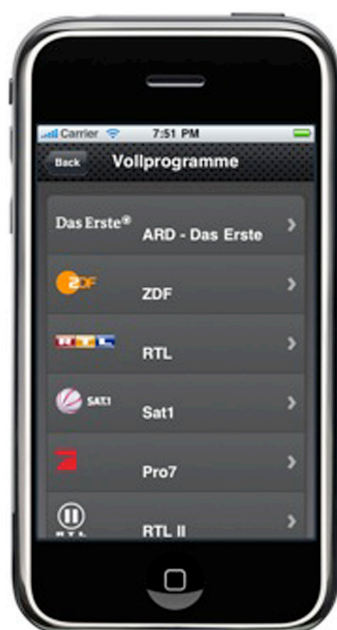 Carrier 7:51 PM
Back Vollprogramme
Das Erste® ARD - Das Erste
ZDF ZDF
RTL RTL
SAT.1 Sat1
Pro7
RTL RTL II